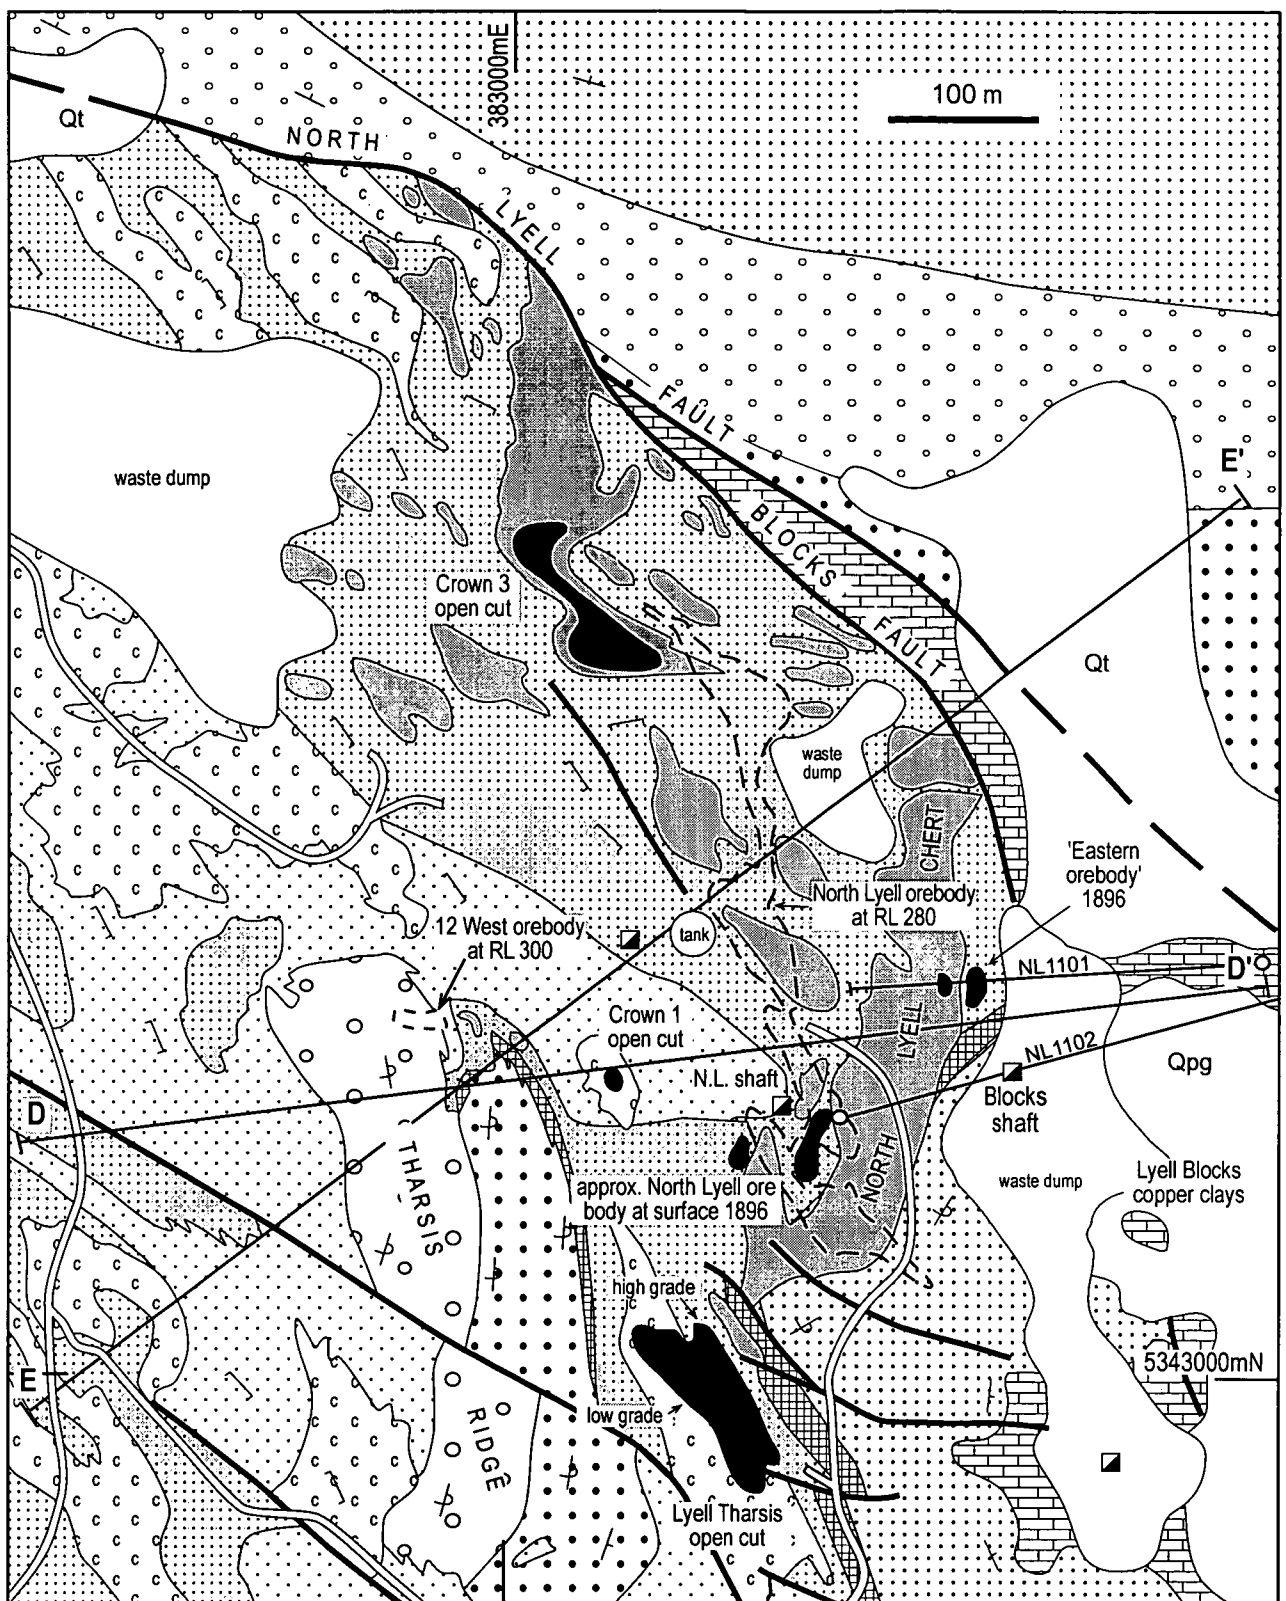 383000mE
100 m
Qt
NORTH
LYELL
FAULT
E'
waste dump
BLOCKS
FAULT
Crown 3
open cut
Qt
waste
dump
CHERT
'Eastern
orebody'
1896
North Lyell orebody
at RL 280
12 West orebody
at RL 300
tank
NL1101
D'
Crown 1
open cut
LYELL
N.L. shaft
NL1102
Qpg
Blocks
shaft
D
THARSIS
NORTH
waste dump
Lyell Blocks
copper clays
approx. North Lyell ore
body at surface 1896
high grade
5343000mN
E
low grade
RIDGE
Lyell Tharsis
open cut